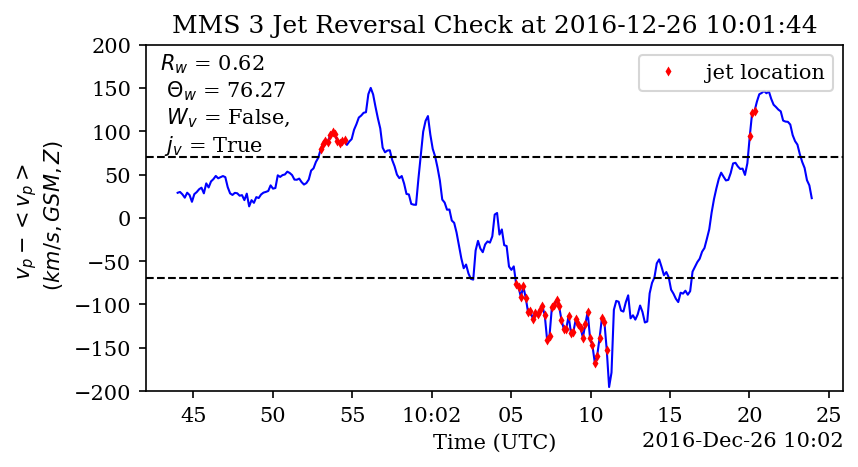 MMS 3 Jet Reversal Check at 2016-12-26 10:01:44
200
150
100
50
0
−50
−100
−150
−200
v_p − < v_p >
(km/s, GSM, Z)
R_w = 0.62
Θ_w = 76.27
W_v = False,
j_v = True
jet location
45 50 55 10:02 05 10 15 20 25
Time (UTC)
2016-Dec-26 10:02